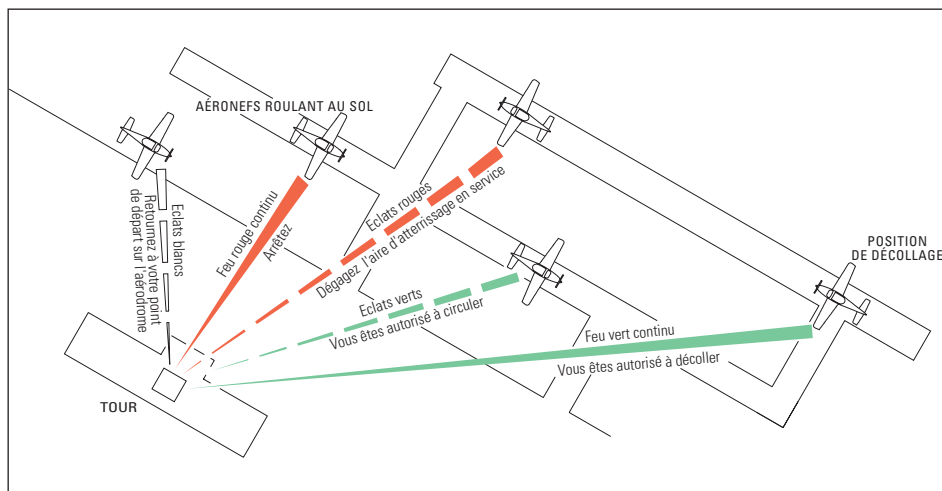 AÉRONEFS ROULANT AU SOL
Eclats blancs
Retournez à votre point
de départ sur l'aérodrome
Feu rouge continu
Arrêtez
Eclats rouges
Dégagez l'aire d'atterrissage en service
Eclats verts
Vous êtes autorisé à circuler
POSITION
DE DÉCOLLAGE
Feu vert continu
Vous êtes autorisé à décoller
TOUR